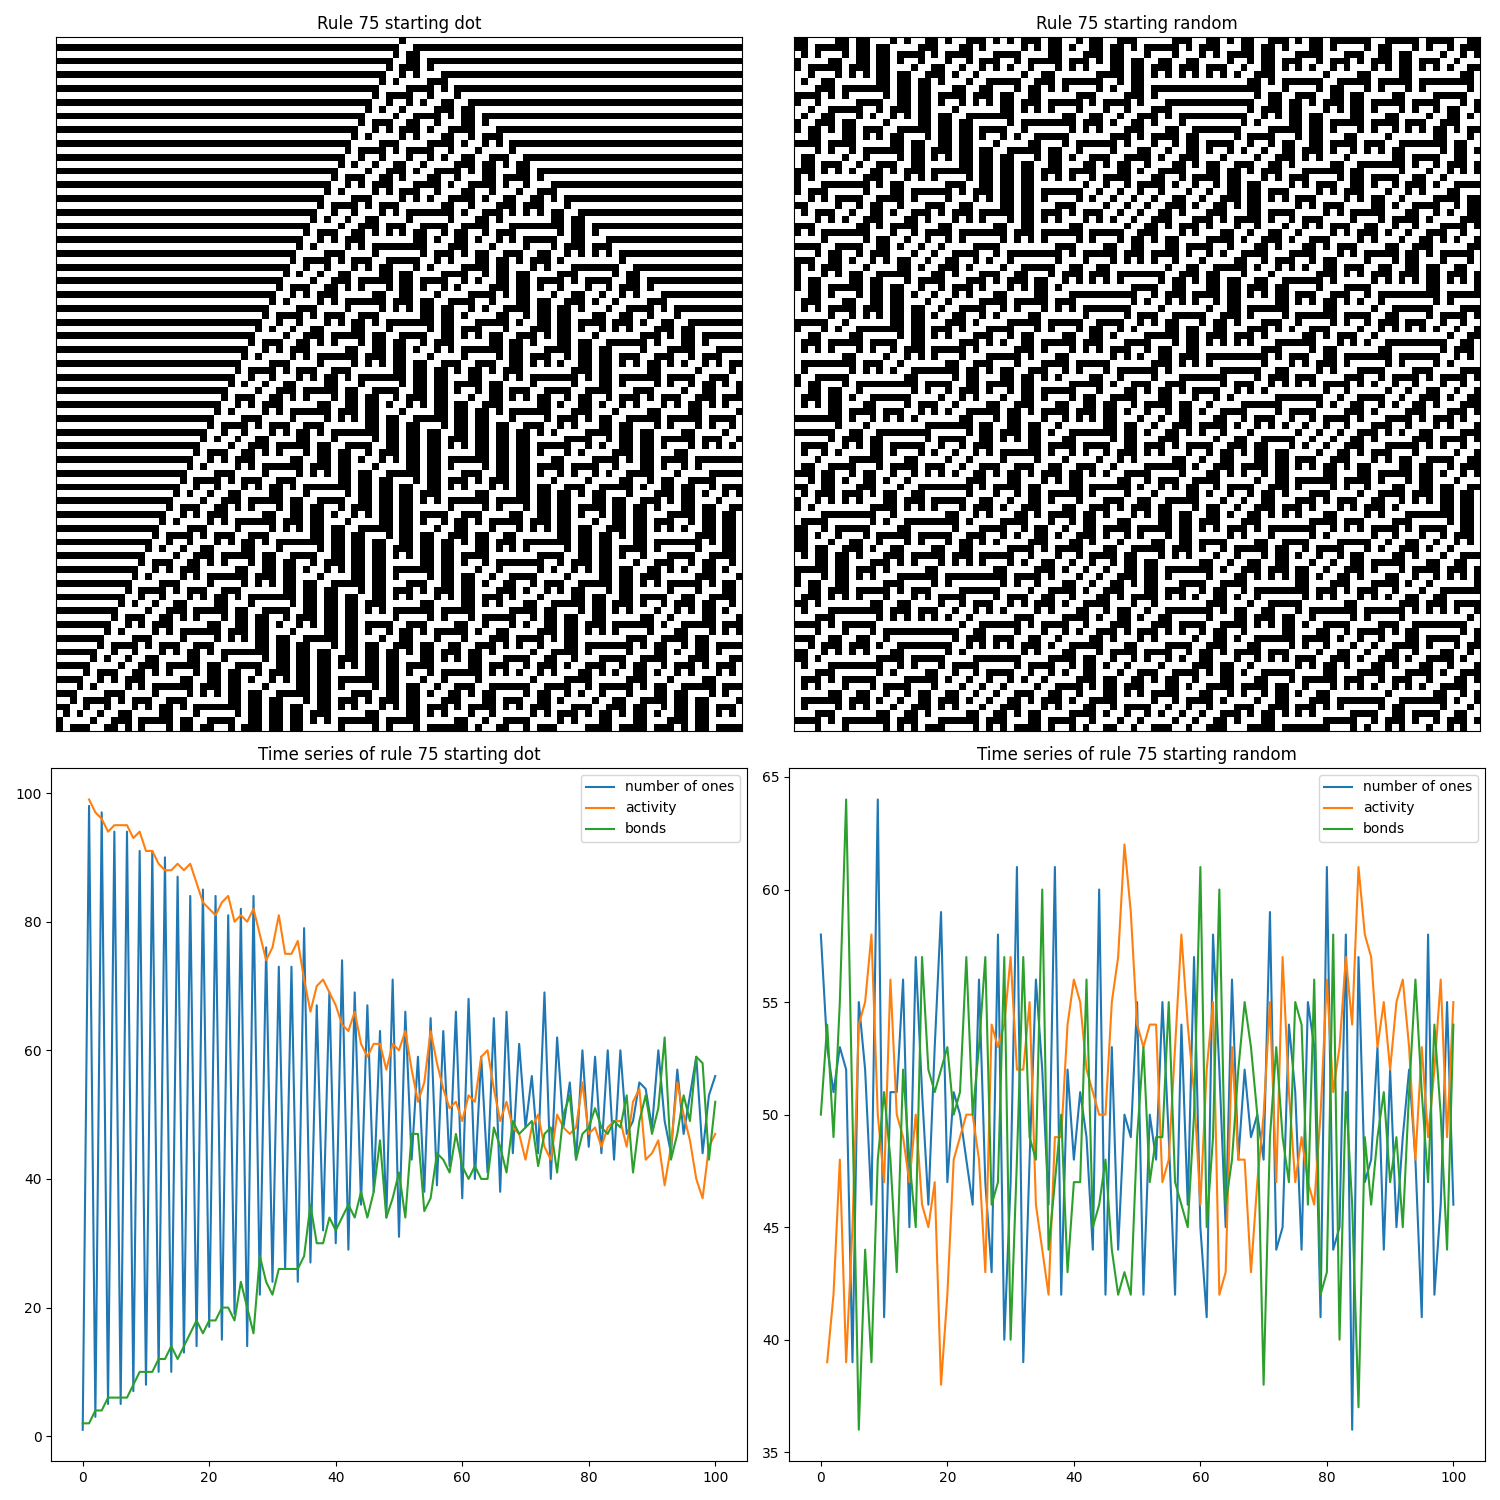 Rule 75 starting dot
Rule 75 starting random
Time series of rule 75 starting dot
100
80
60
40
20
0
0
20
40
60
80
100
number of ones
activity
bonds
Time series of rule 75 starting random
65
60
55
50
45
40
35
0
20
40
60
80
100
number of ones
activity
bonds